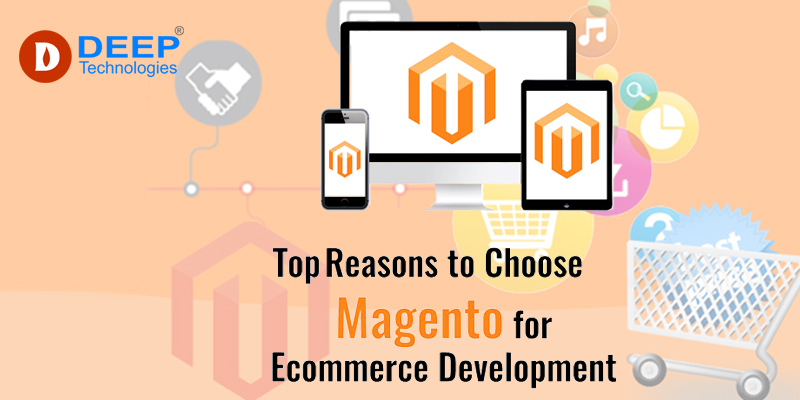 DEEP®
Technologies
Top Reasons to Choose
Magento for
Ecommerce Development